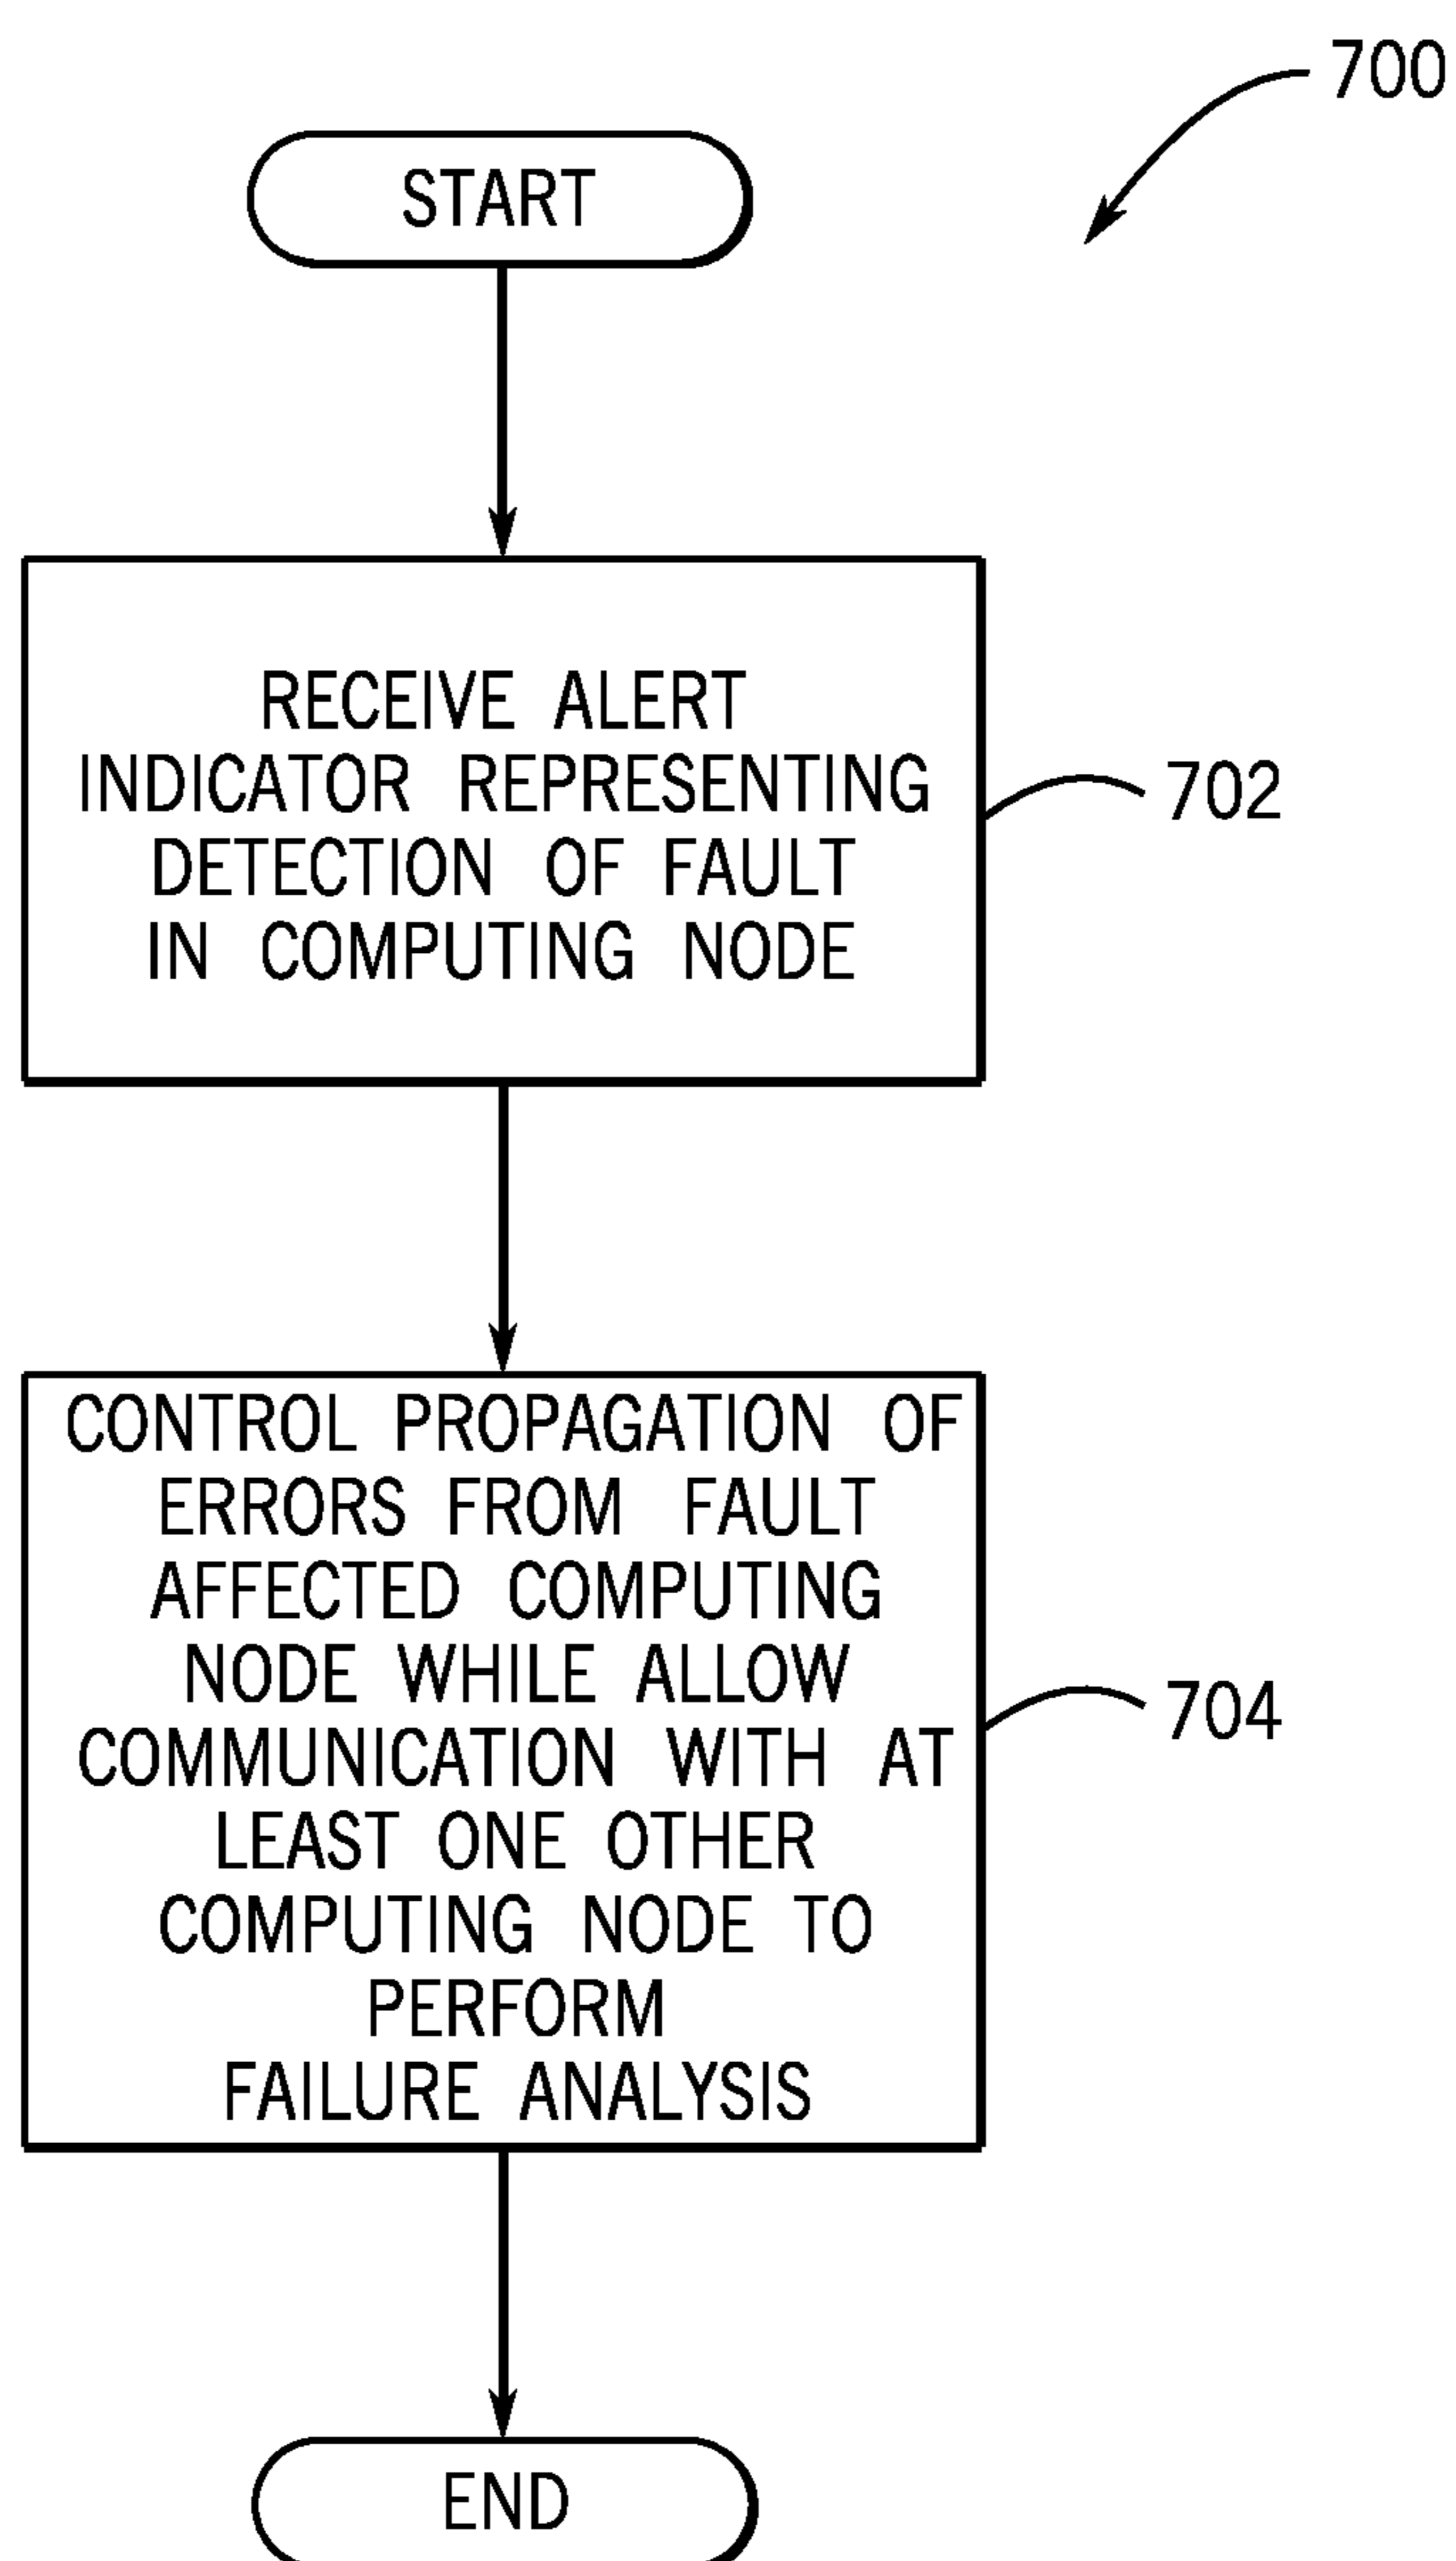 700
START
RECEIVE ALERT
INDICATOR REPRESENTING
DETECTION OF FAULT
IN COMPUTING NODE
702
CONTROL PROPAGATION OF
ERRORS FROM FAULT
AFFECTED COMPUTING
NODE WHILE ALLOW
COMMUNICATION WITH AT
LEAST ONE OTHER
COMPUTING NODE TO
PERFORM
FAILURE ANALYSIS
704
END